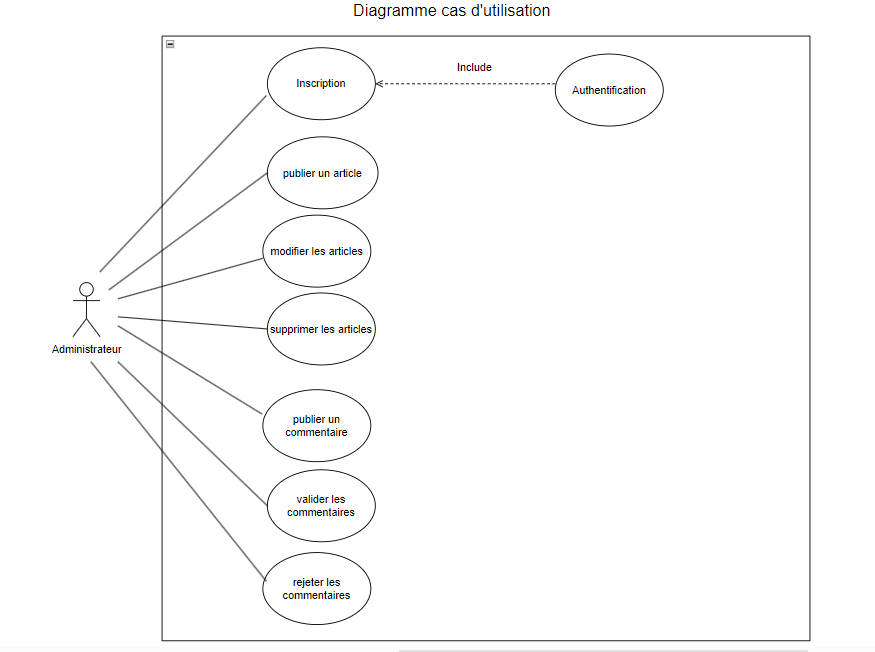 Diagramme cas d'utilisation
Inscription
Include
Authentification
publier un article
modifier les articles
supprimer les articles
Administrateur
publier un
commentaire
valider les
commentaires
rejeter les
commentaires